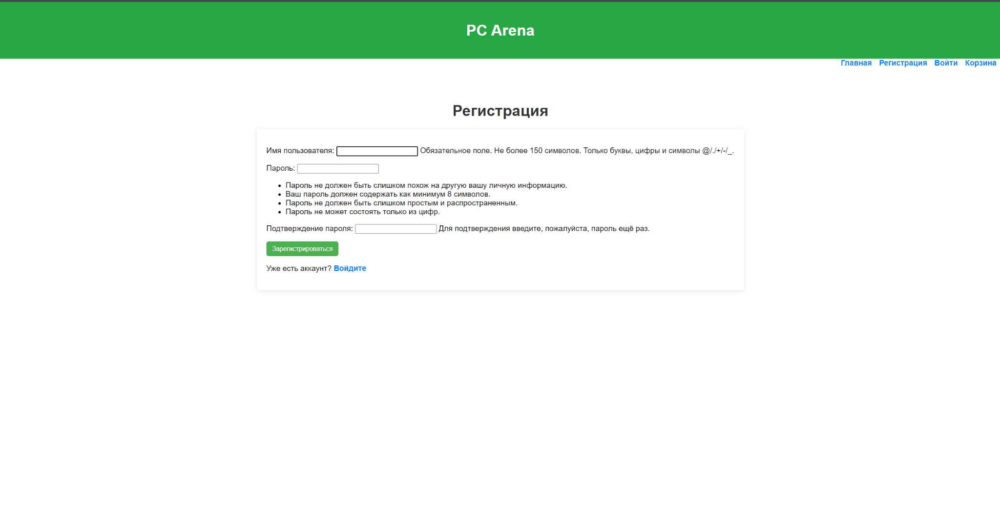 PC Arena
Главная Регистрация Войти Корзина
Регистрация
Имя пользователя: Обязательное поле. Не более 150 символов. Только буквы, цифры и символы @/./+/-/_.
Пароль:
Пароль не должен быть слишком похож на другую вашу личную информацию.
Ваш пароль должен содержать как минимум 8 символов.
Пароль не должен быть слишком простым и распространенным.
Пароль не может состоять только из цифр.
Подтверждение пароля: Для подтверждения введите, пожалуйста, пароль ещё раз.
Зарегистрироваться
Уже есть аккаунт? Войдите